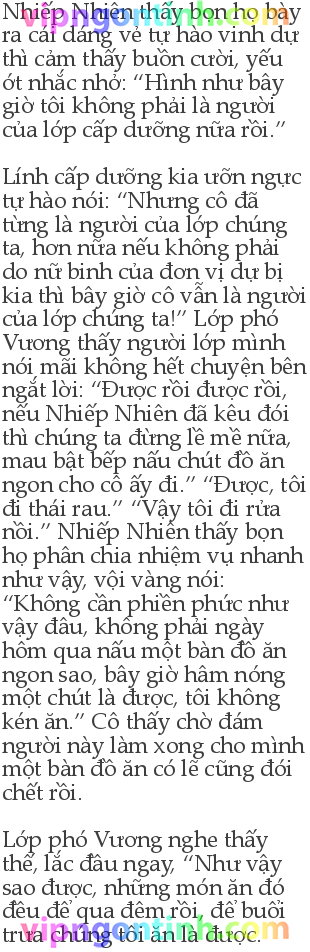 Nhiếp Nhiên thấy bọn họ bày
ra cái dáng vẻ tự hào vinh dự
thì cảm thấy buồn cười, yếu
ớt nhắc nhở: “Hình như bây
giờ tôi không phải là người
của lớp cấp dưỡng nữa rồi.”
Lính cấp dưỡng kia ưỡn ngực
tự hào nói: “Nhưng cô đã
từng là người của lớp chúng
ta, hơn nữa nếu không phải
do nữ binh của đơn vị dự bị
kia thì bây giờ cô vẫn là người
của lớp chúng ta!” Lớp phó
Vương thấy người lớp mình
nói mãi không hết chuyện bèn
ngắt lời: “Được rồi được rồi,
nếu Nhiếp Nhiên đã kêu đói
thì chúng ta đừng lề mề nữa,
mau bật bếp nấu chút đồ ăn
ngon cho cô ấy đi.” “Được, tôi
đi thái rau.” “Vậy tôi đi rửa
nồi.” Nhiếp Nhiên thấy bọn
họ phân chia nhiệm vụ nhanh
như vậy, vội vàng nói:
“Không cần phiền phức như
vậy đâu, không phải ngày
hôm qua nấu một bàn đồ ăn
ngon sao, bây giờ hâm nóng
một chút là được, tôi không
kén ăn.” Cô thấy chờ đám
người này làm xong cho mình
một bàn đồ ăn có lẽ cũng đói
chết rồi.
Lớp phó Vương nghe thấy
thế, lắc đầu ngay, “Như vậy
sao được, những món ăn đó
đều để qua đêm rồi, để buổi
trưa chúng tôi ăn là được.
vipngontinh.com
vipngontinh.com